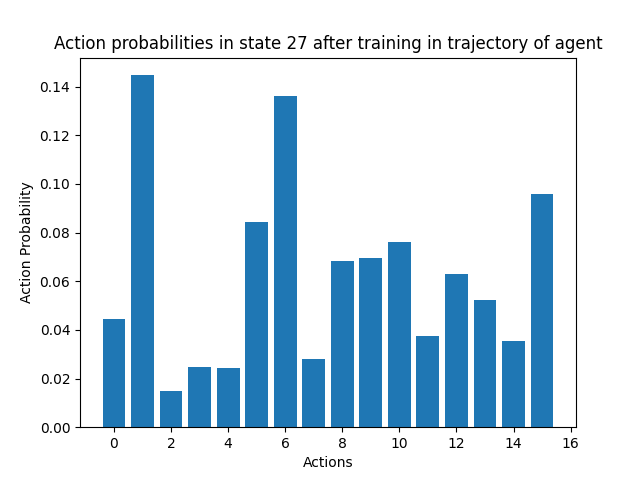 Action probabilities in state 27 after training in trajectory of agent
0.14
0.12
0.10
0.08
0.06
0.04
0.02
0.00
Action Probability
0 2 4 6 8 10 12 14 16
Actions